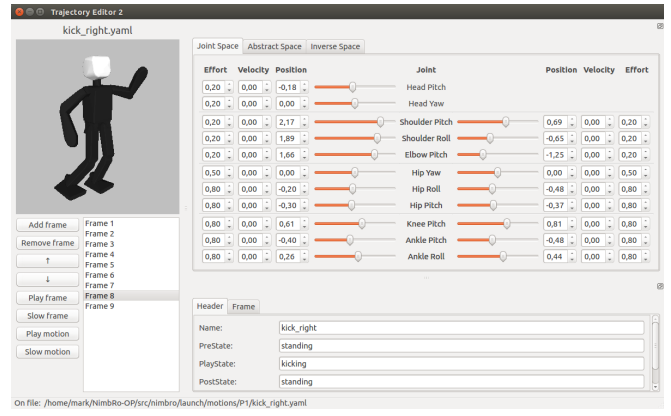 Trajectory Editor 2
kick_right.yaml
Joint Space Abstract Space Inverse Space
Effort Velocity Position Joint Position Velocity Effort
0,20 0,00 -0,18 Head Pitch
0,20 0,00 0,00 Head Yaw
0,20 0,00 2,17 Shoulder Pitch 0,69 0,00 0,20
0,20 0,00 1,89 Shoulder Roll -0,65 0,00 0,20
0,20 0,00 1,66 Elbow Pitch -1,25 0,00 0,20
0,50 0,00 0,00 Hip Yaw 0,00 0,00 0,50
0,80 0,00 -0,20 Hip Roll -0,48 0,00 0,80
0,80 0,00 -0,30 Hip Pitch -0,37 0,00 0,80
0,80 0,00 0,61 Knee Pitch 0,81 0,00 0,80
0,80 0,00 -0,40 Ankle Pitch -0,48 0,00 0,80
0,80 0,00 0,26 Ankle Roll 0,44 0,00 0,80
Add frame
Remove frame
↑
↓
Play frame
Slow frame
Play motion
Slow motion
Frame 1
Frame 2
Frame 3
Frame 4
Frame 5
Frame 6
Frame 7
Frame 8
Frame 9
Header Frame
Name: kick_right
PreState: standing
PlayState: kicking
PostState: standing
On file: /home/mark/NimbRo-OP/src/nimbro/launch/motions/P1/kick_right.yaml